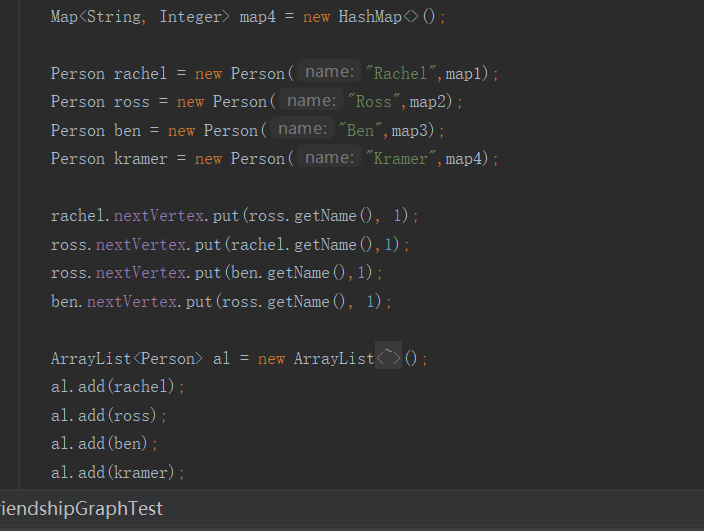 Map<String, Integer> map4 = new HashMap<>();
Person rachel = new Person( name: "Rachel",map1);
Person ross = new Person( name: "Ross",map2);
Person ben = new Person( name: "Ben",map3);
Person kramer = new Person( name: "Kramer",map4);
rachel.nextVertex.put(ross.getName(), 1);
ross.nextVertex.put(rachel.getName(),1);
ross.nextVertex.put(ben.getName(),1);
ben.nextVertex.put(ross.getName(), 1);
ArrayList<Person> al = new ArrayList<~>();
al.add(rachel);
al.add(ross);
al.add(ben);
al.add(kramer);
riendshipGraphTest